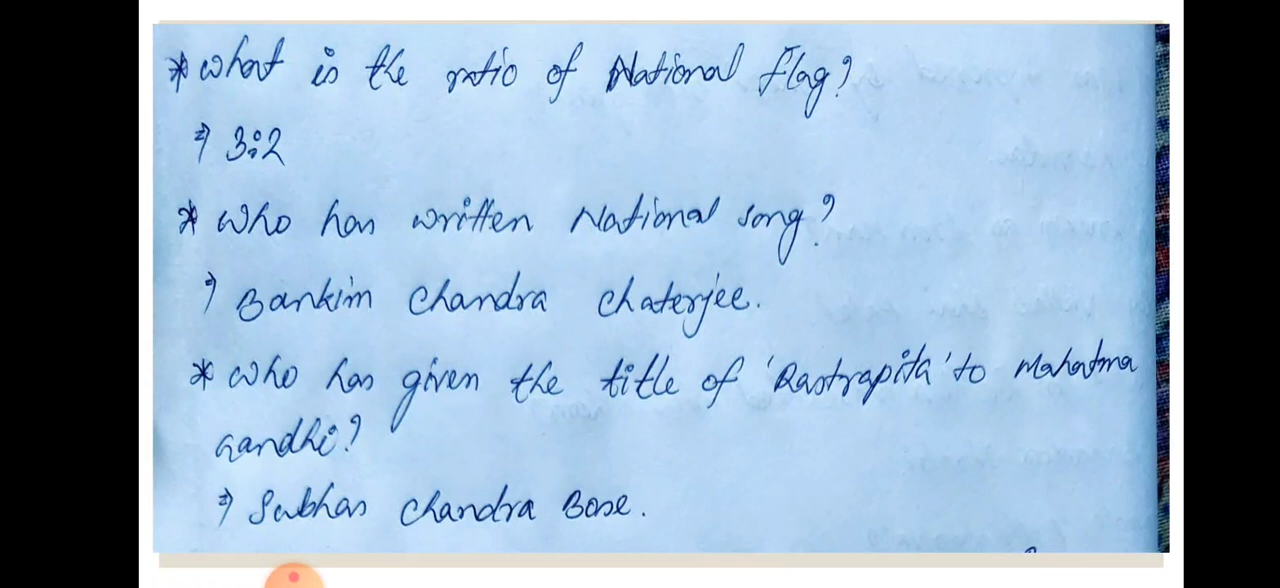 * What is the ratio of National Flag?
⇒ 3:2
* Who has written National song?
⇒ Bankim Chandra Chaterjee.
* Who has given the title of 'Rastrapita' to Mahatma
Gandhi?
⇒ Subhas Chandra Bose.